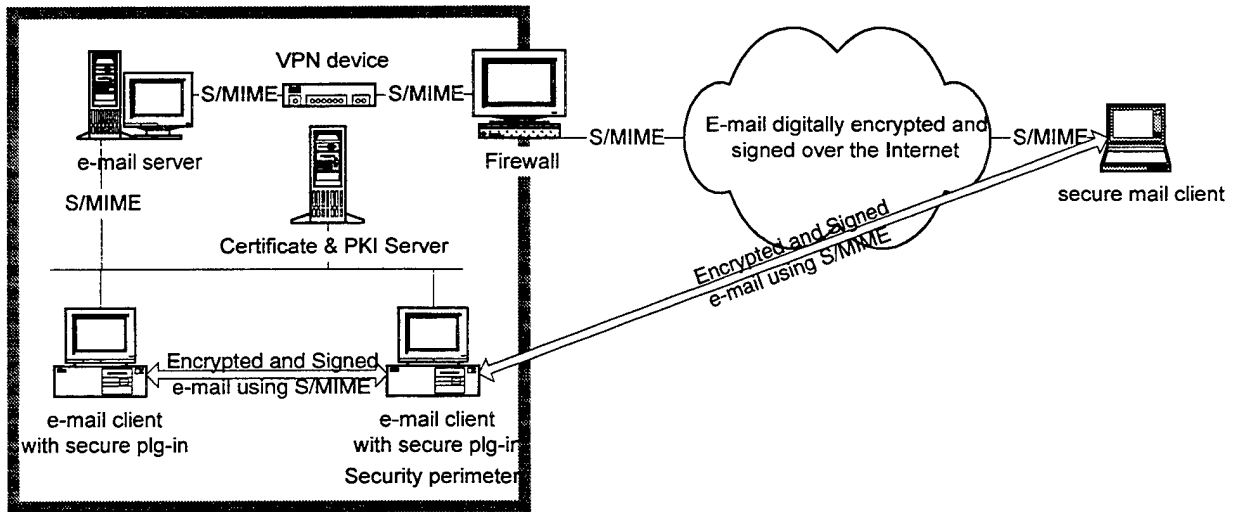 VPN device
S/MIME
S/MIME
e-mail server
Firewall
S/MIME
E-mail digitally encrypted and
signed over the Internet
S/MIME
secure mail client
S/MIME
Certificate & PKI Server
Encrypted and Signed
e-mail using S/MIME
Encrypted and Signed
e-mail using S/MIME
e-mail client
with secure plg-in
e-mail client
with secure plg-in
Security perimeter